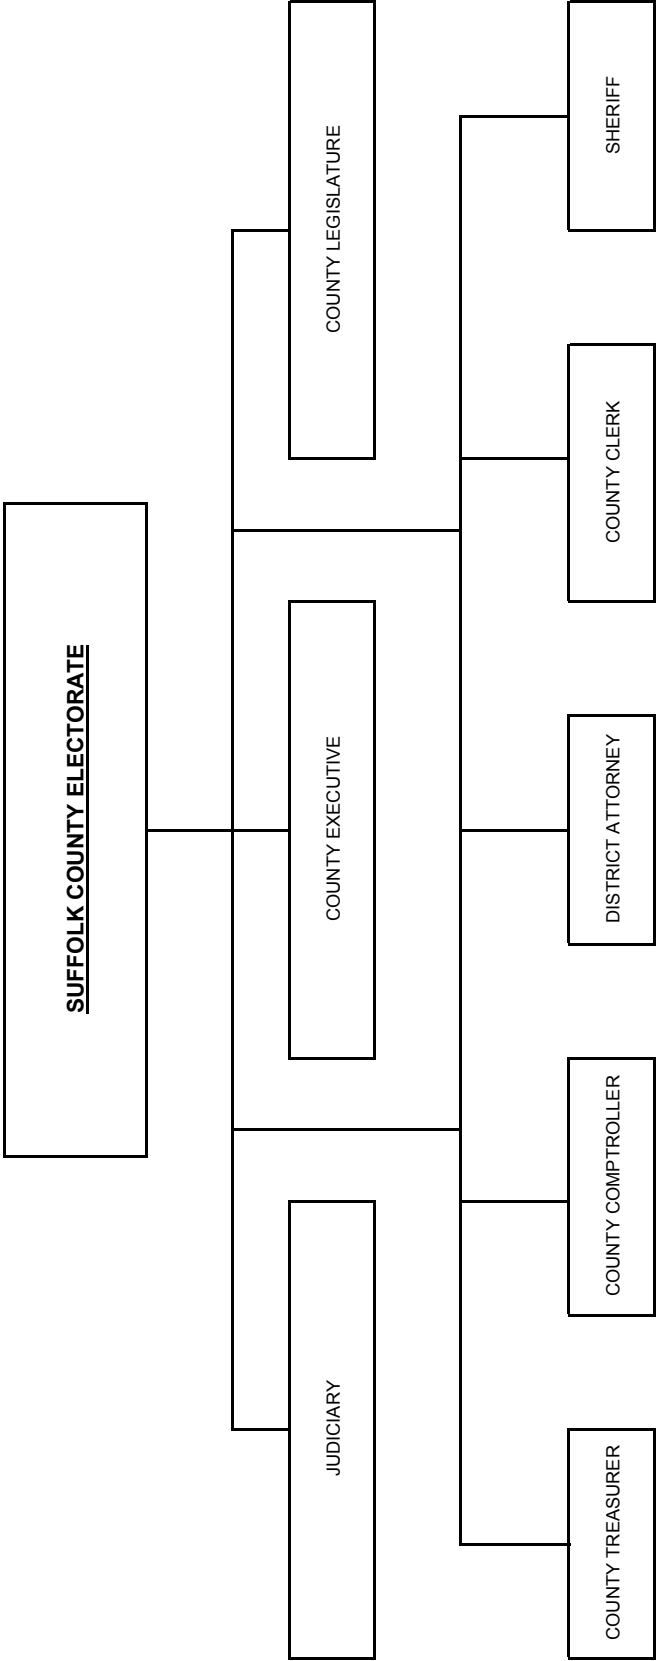 SUFFOLK COUNTY ELECTORATE
JUDICIARY
COUNTY EXECUTIVE
COUNTY LEGISLATURE
COUNTY TREASURER
COUNTY COMPTROLLER
DISTRICT ATTORNEY
COUNTY CLERK
SHERIFF